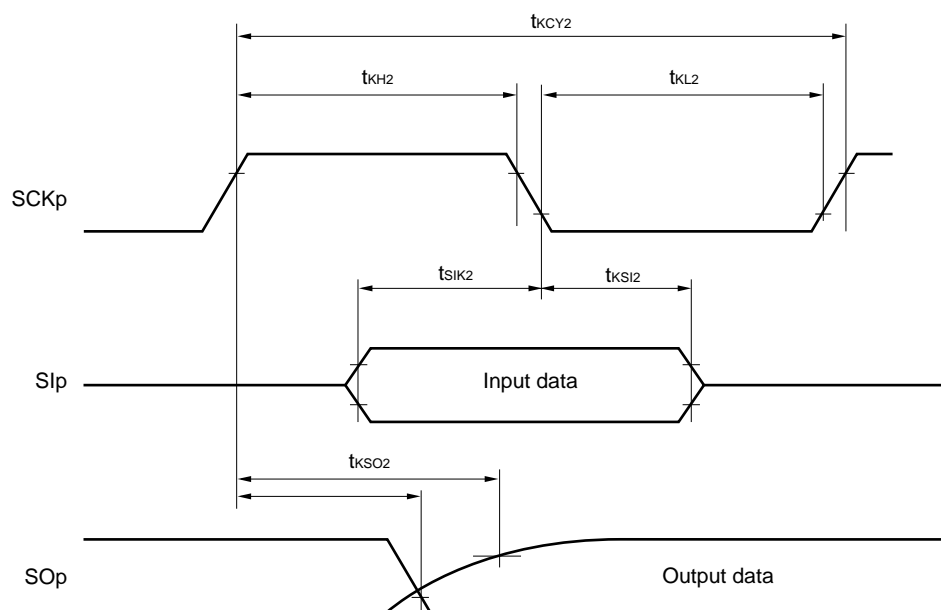 tKCY2
tKH2
tKL2
SCKp
tSIK2
tKSI2
SIp
Input data
tKSO2
SOp
Output data